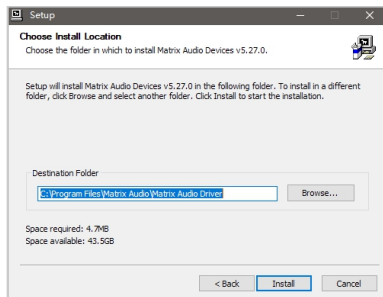 Setup
Choose Install Location
Choose the folder in which to install Matrix Audio Devices v5.27.0.
Setup will install Matrix Audio Devices v5.27.0 in the following folder. To install in a different
folder, click Browse and select another folder. Click Install to start the installation.
Destination Folder
C:\Program Files\Matrix Audio\Matrix Audio Driver
Browse...
Space required: 4.7MB
Space available: 43.5GB
< Back
Install
Cancel